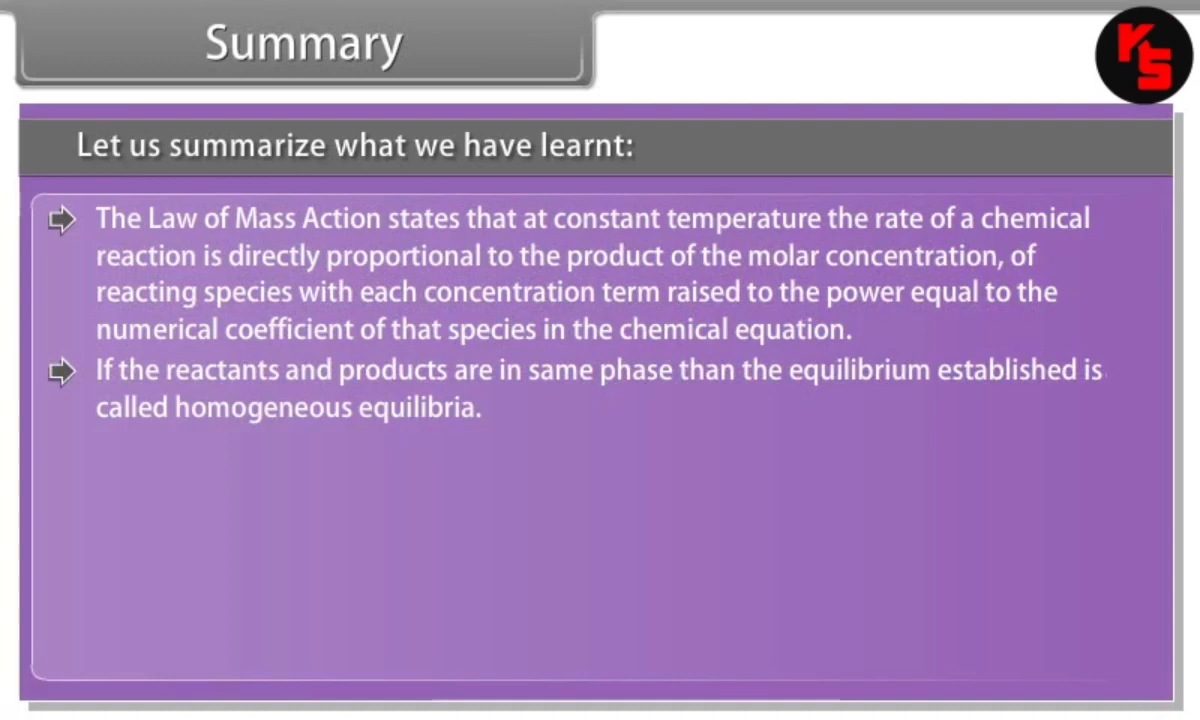 Summary
KS
Let us summarize what we have learnt:
The Law of Mass Action states that at constant temperature the rate of a chemical
reaction is directly proportional to the product of the molar concentration, of
reacting species with each concentration term raised to the power equal to the
numerical coefficient of that species in the chemical equation.
If the reactants and products are in same phase than the equilibrium established is
called homogeneous equilibria.